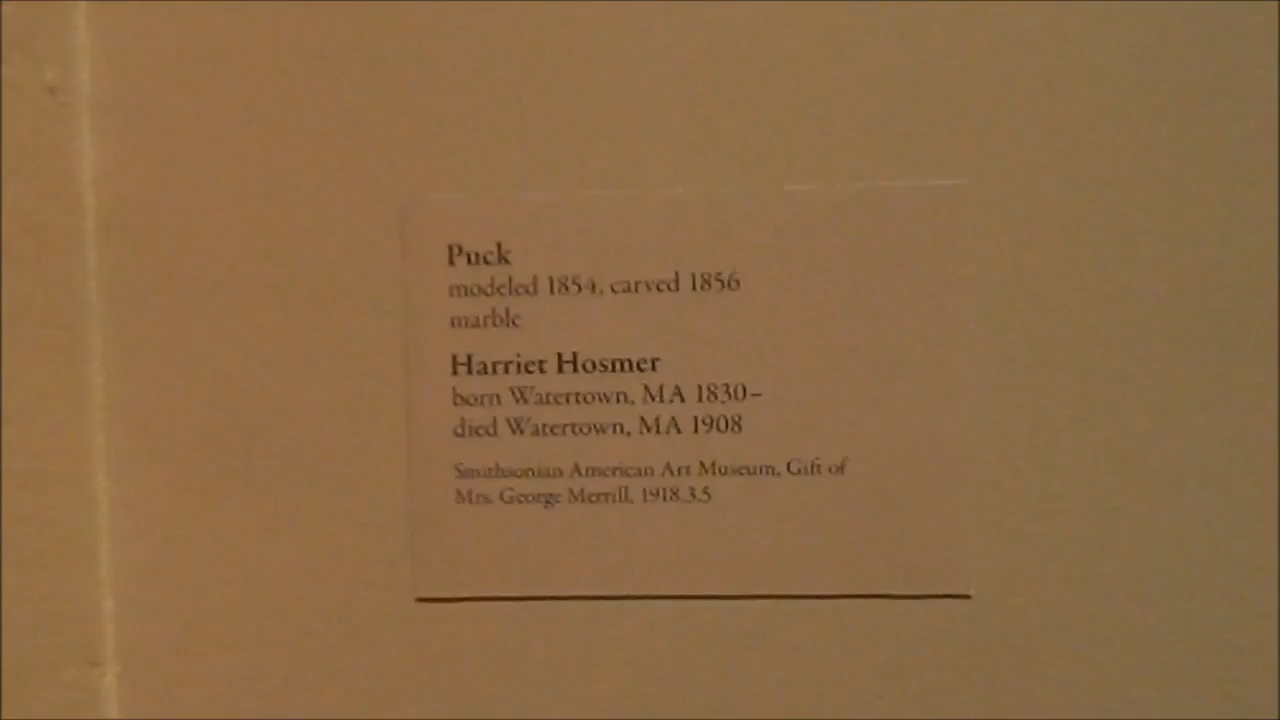 Puck
modeled 1854, carved 1856
marble
Harriet Hosmer
born Watertown, MA 1830–
died Watertown, MA 1908
Smithsonian American Art Museum, Gift of
Mrs. George Merrill, 1918.3.5